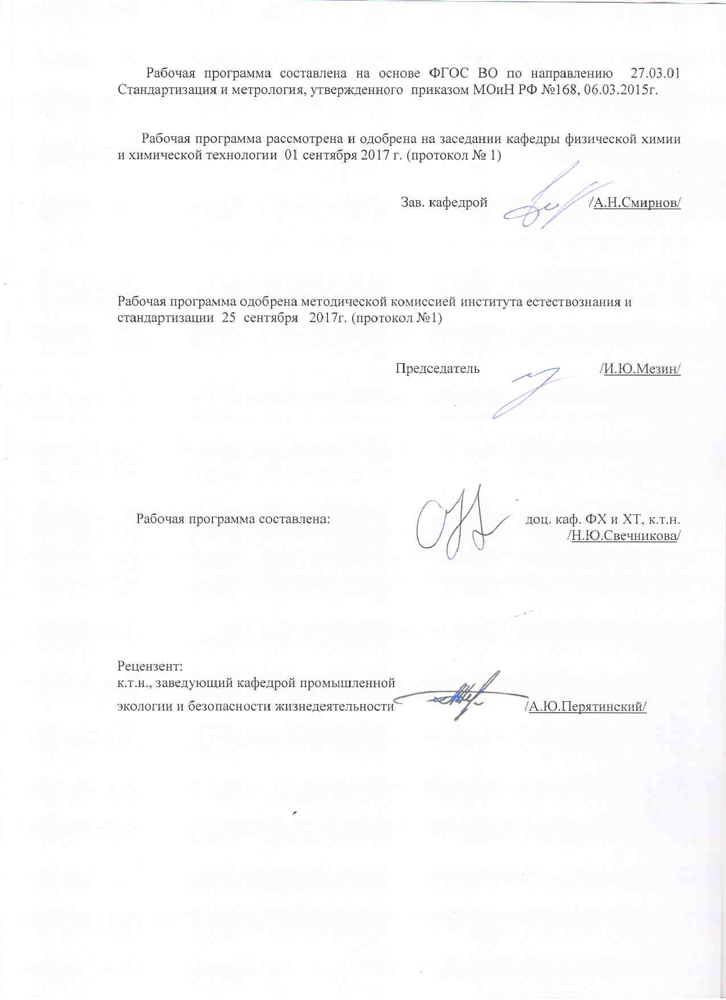 Рабочая программа составлена на основе ФГОС ВО по направлению 27.03.01
Стандартизация и метрология, утвержденного приказом МОиН РФ №168, 06.03.2015г.
Рабочая программа рассмотрена и одобрена на заседании кафедры физической химии
и химической технологии 01 сентября 2017 г. (протокол № 1)
Зав. кафедрой /А.Н.Смирнов/
Рабочая программа одобрена методической комиссией института естествознания и
стандартизации 25 сентября 2017г. (протокол №1)
Председатель /И.Ю.Мезин/
Рабочая программа составлена: доц. каф. ФХ и ХТ, к.т.н.
/Н.Ю.Свечникова/
Рецензент:
к.т.н., заведующий кафедрой промышленной
экологии и безопасности жизнедеятельности /А.Ю.Перятинский/